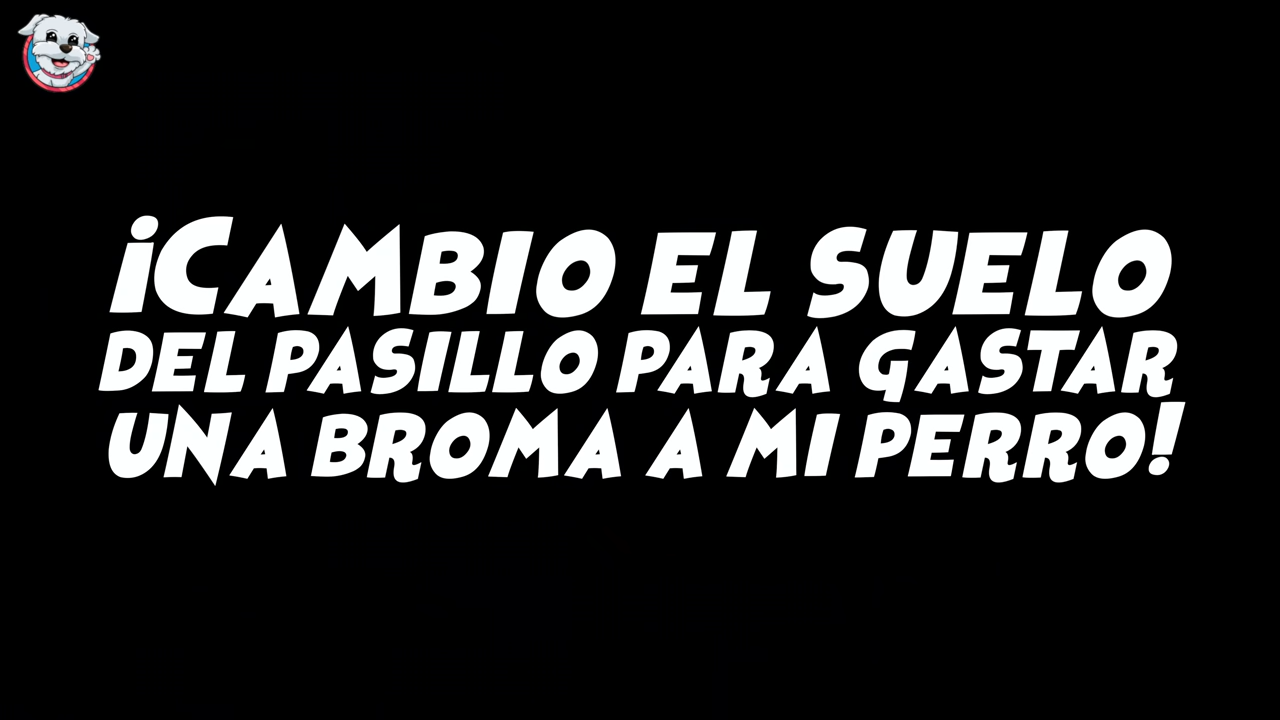 ¡CAMBIO EL SUELO
DEL PASILLO PARA GASTAR
UNA BROMA A MI PERRO!